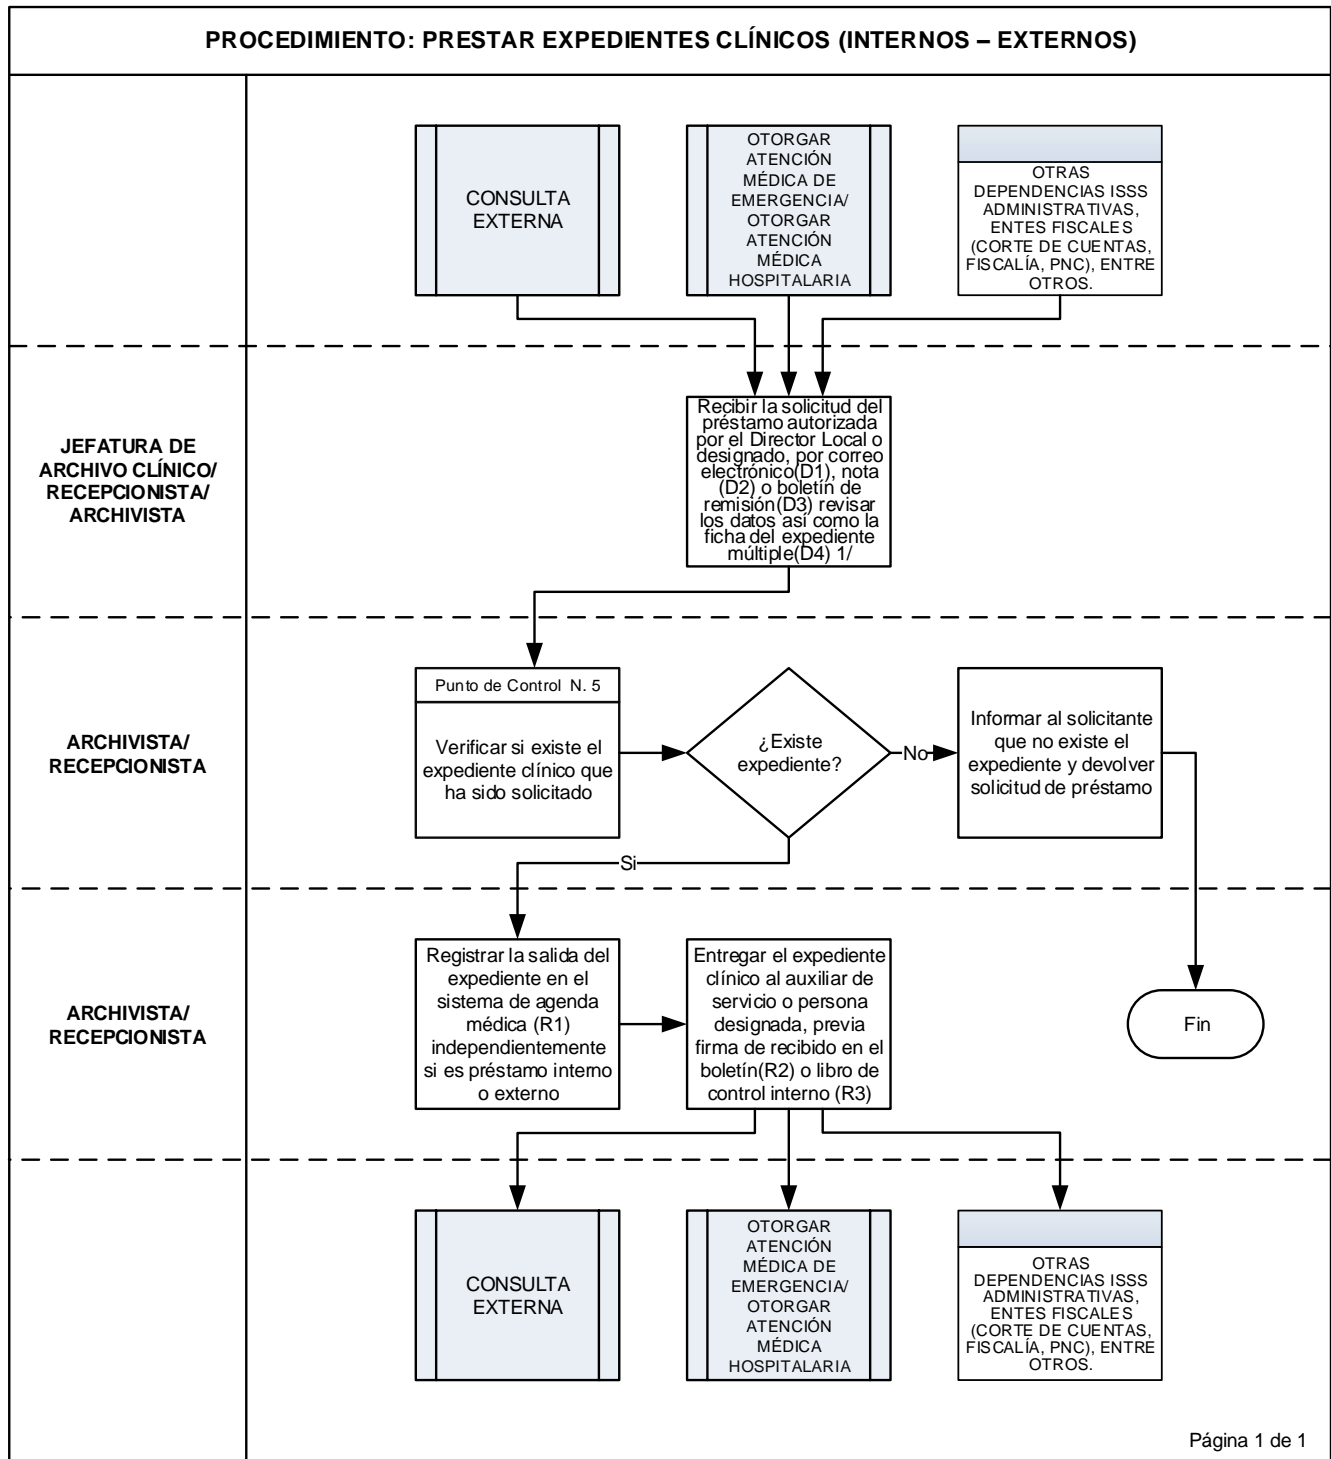 PROCEDIMIENTO: PRESTAR EXPEDIENTES CLÍNICOS (INTERNOS – EXTERNOS)
CONSULTA
EXTERNA
OTORGAR
ATENCIÓN
MÉDICA DE
EMERGENCIA/
OTORGAR
ATENCIÓN
MÉDICA
HOSPITALARIA
OTRAS
DEPENDENCIAS ISSS
ADMINISTRATIVAS,
ENTES FISCALES
(CORTE DE CUENTAS,
FISCALÍA, PNC), ENTRE
OTROS.
JEFATURA DE
ARCHIVO CLÍNICO/
RECEPCIONISTA/
ARCHIVISTA
Recibir la solicitud del
préstamo autorizada
por el Director Local o
designado, por correo
electrónico(D1), nota
(D2) o boletín de
remisión(D3) revisar
los datos así como la
ficha del expediente
múltiple(D4) 1/
ARCHIVISTA/
RECEPCIONISTA
Punto de Control N. 5
Verificar si existe el
expediente clínico que
ha sido solicitado
¿Existe
expediente?
No
Informar al solicitante
que no existe el
expediente y devolver
solicitud de préstamo
Si
ARCHIVISTA/
RECEPCIONISTA
Registrar la salida del
expediente en el
sistema de agenda
médica (R1)
independientemente
si es préstamo interno
o externo
Entregar el expediente
clínico al auxiliar de
servicio o persona
designada, previa
firma de recibido en el
boletín(R2) o libro de
control interno (R3)
Fin
CONSULTA
EXTERNA
OTORGAR
ATENCIÓN
MÉDICA DE
EMERGENCIA/
OTORGAR
ATENCIÓN
MÉDICA
HOSPITALARIA
OTRAS
DEPENDENCIAS ISSS
ADMINISTRATIVAS,
ENTES FISCALES
(CORTE DE CUENTAS,
FISCALÍA, PNC), ENTRE
OTROS.
Página 1 de 1